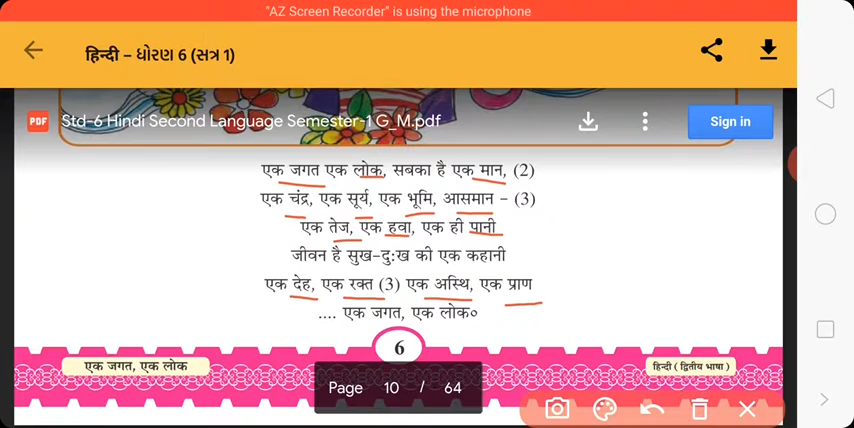 "AZ Screen Recorder" is using the microphone
हिन्दी – ધોરણ 6 (સત્ર 1)
PDF Std-6 Hindi Second Language Semester-1 G_M.pdf Sign in
एक जगत एक लोक, सबका है एक मान, (2)
एक चंद्र, एक सूर्य, एक भूमि, आसमान – (3)
एक तेज, एक हवा, एक ही पानी
जीवन है सुख-दुःख की एक कहानी
एक देह, एक रक्त (3) एक अस्थि, एक प्राण
.... एक जगत, एक लोक०
6
एक जगत, एक लोक हिन्दी (द्वितीय भाषा)
Page 10 / 64